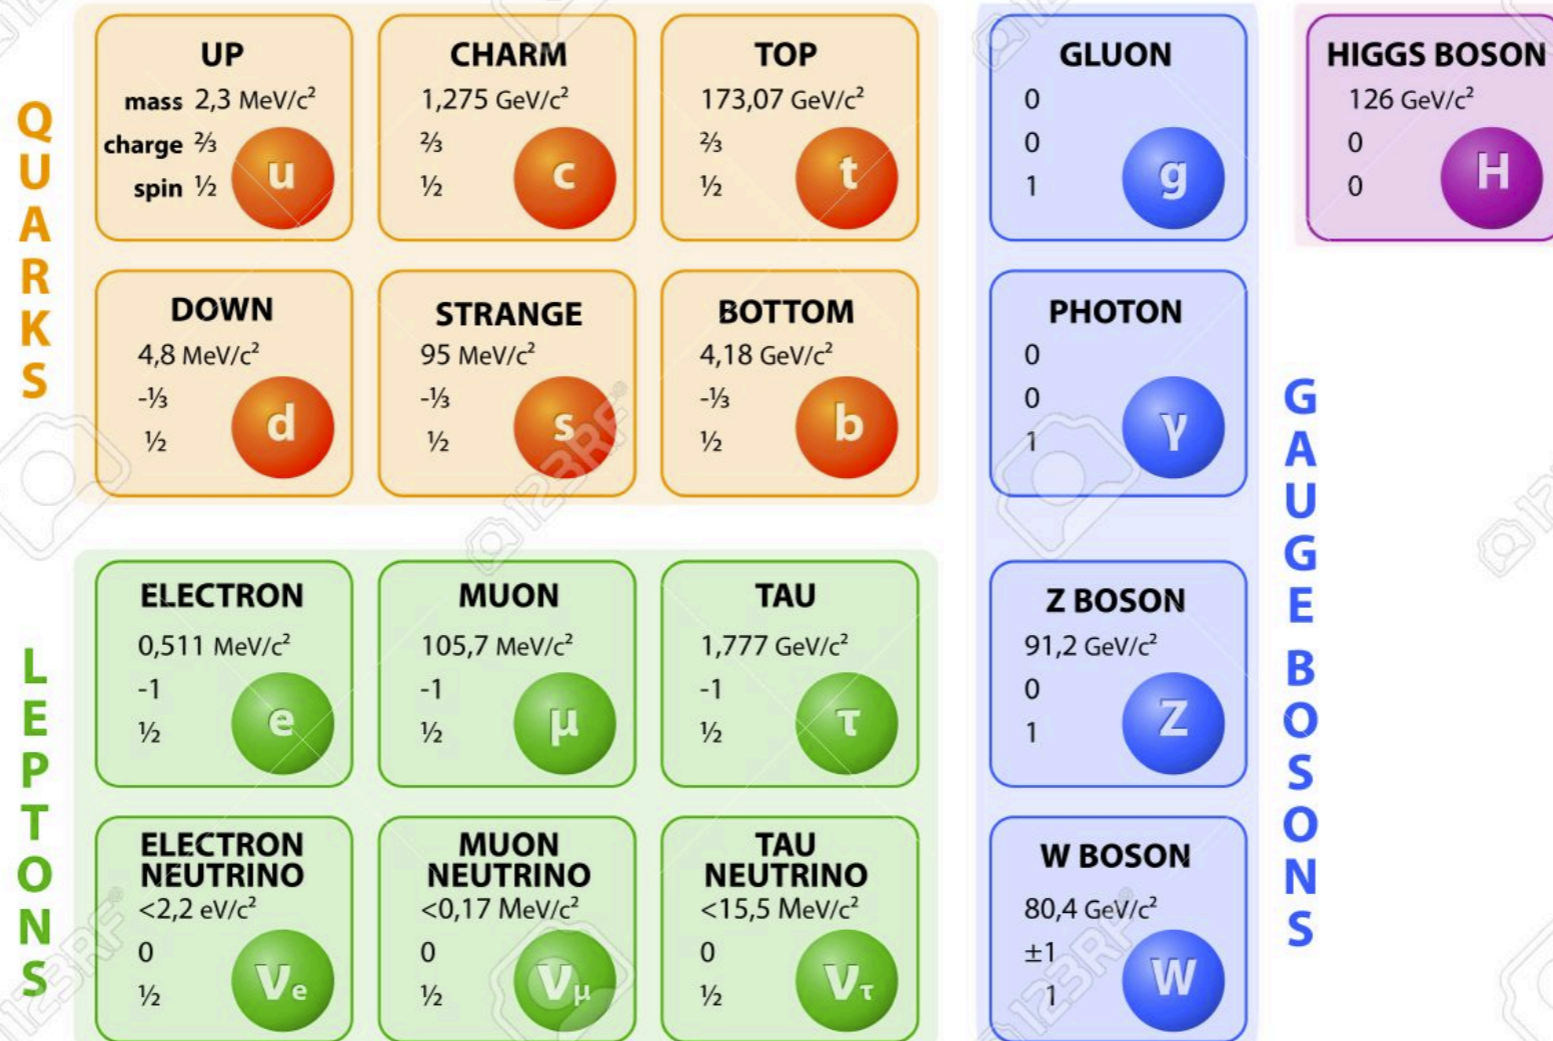 QUARKS
UP
mass 2,3 MeV/c²
charge ⅔
spin ½
u
CHARM
1,275 GeV/c²
⅔
½
c
TOP
173,07 GeV/c²
⅔
½
t
DOWN
4,8 MeV/c²
-⅓
½
d
STRANGE
95 MeV/c²
-⅓
½
s
BOTTOM
4,18 GeV/c²
-⅓
½
b
LEPTONS
ELECTRON
0,511 MeV/c²
-1
½
e
MUON
105,7 MeV/c²
-1
½
μ
TAU
1,777 GeV/c²
-1
½
τ
ELECTRON
NEUTRINO
<2,2 eV/c²
0
½
νe
MUON
NEUTRINO
<0,17 MeV/c²
0
½
νμ
TAU
NEUTRINO
<15,5 MeV/c²
0
½
ντ
GLUON
0
0
1
g
PHOTON
0
0
1
γ
Z BOSON
91,2 GeV/c²
0
1
Z
W BOSON
80,4 GeV/c²
±1
1
W
GAUGE BOSONS
HIGGS BOSON
126 GeV/c²
0
0
H
123RF®
123RF®
123RF